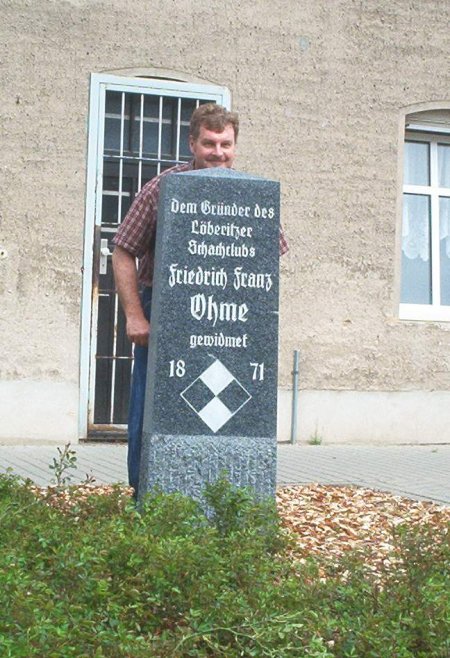 Dem Gründer des
Löberitzer
Schachclubs
Friedrich Franz
Ohme
gewidmet
18 71